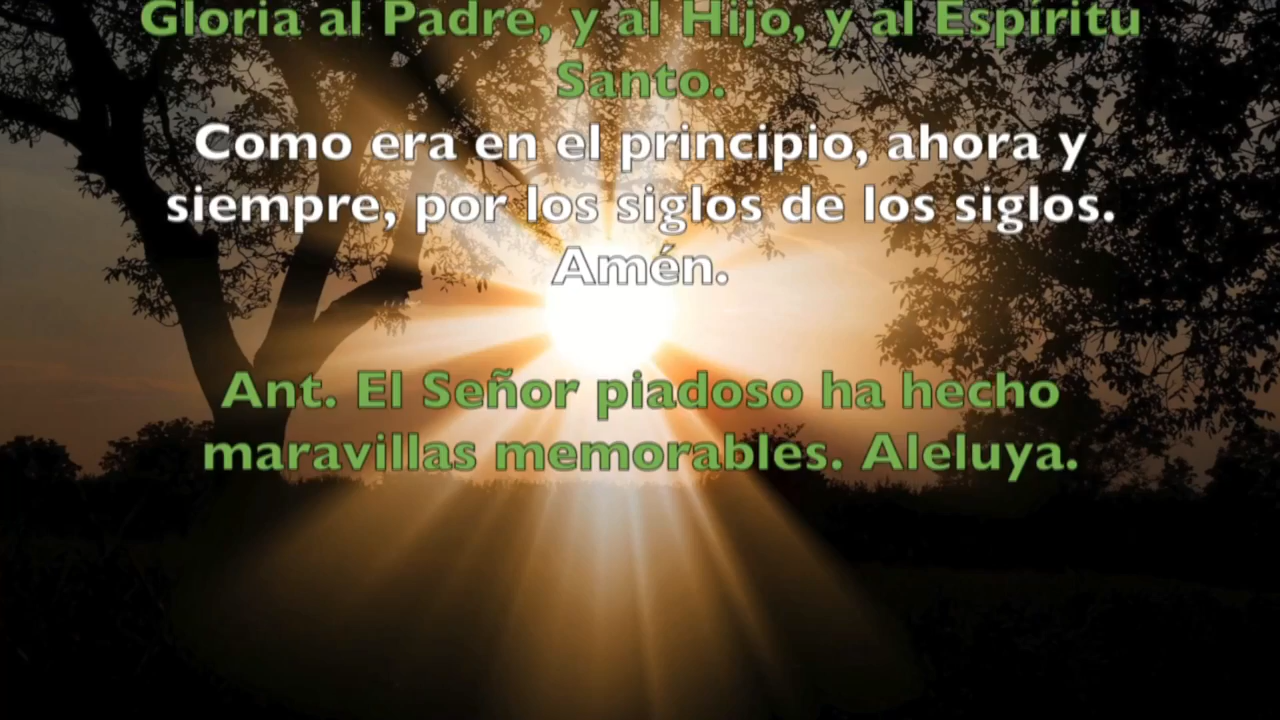 Gloria al Padre, y al Hijo, y al Espíritu
Santo.
Como era en el principio, ahora y
siempre, por los siglos de los siglos.
Amén.
Ant. El Señor piadoso ha hecho
maravillas memorables. Aleluya.